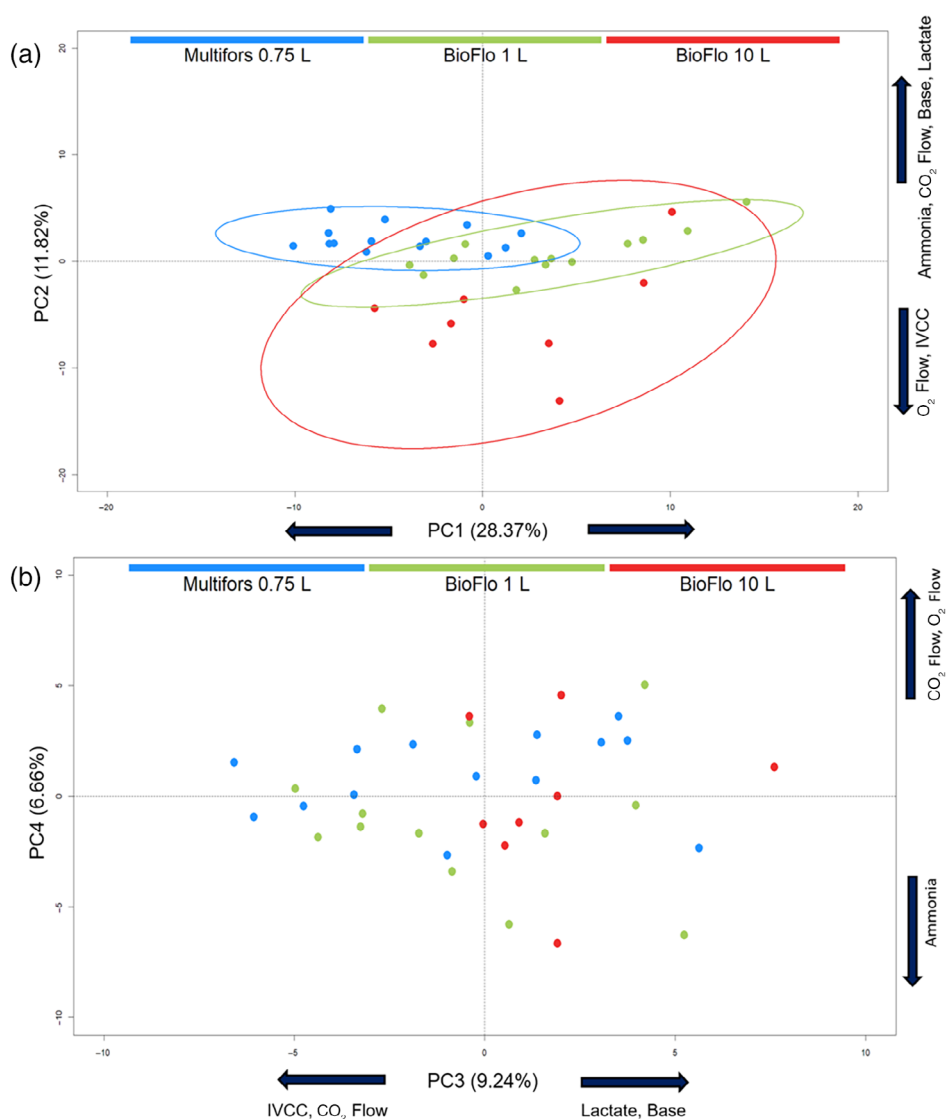 (a)
Multifors 0.75 L
BioFlo 1 L
BioFlo 10 L
20
10
0
−10
−20
PC2 (11.82%)
Ammonia, CO₂ Flow, Base, Lactate
O₂ Flow, IVCC
−20
−10
0
10
20
PC1 (28.37%)
(b)
Multifors 0.75 L
BioFlo 1 L
BioFlo 10 L
10
5
0
−5
−10
PC4 (6.66%)
CO₂ Flow, O₂ Flow
Ammonia
−10
−5
0
5
10
PC3 (9.24%)
IVCC, CO₂ Flow
Lactate, Base